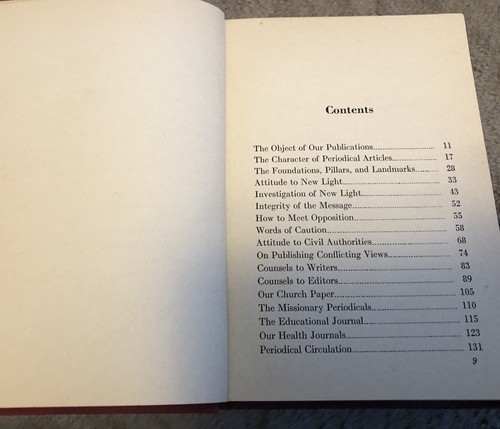 Contents
The Object of Our Publications........................ 11
The Character of Periodical Articles................ 17
The Foundations, Pillars, and Landmarks........ 28
Attitude to New Light................................ 33
Investigation of New Light........................... 43
Integrity of the Message............................. 52
How to Meet Opposition.............................. 55
Words of Caution.................................... 58
Attitude to Civil Authorities........................ 68
On Publishing Conflicting Views...................... 74
Counsels to Writers................................. 83
Counsels to Editors................................. 89
Our Church Paper.................................... 105
The Missionary Periodicals........................... 110
The Educational Journal............................. 115
Our Health Journals................................. 123
Periodical Circulation............................... 131
9